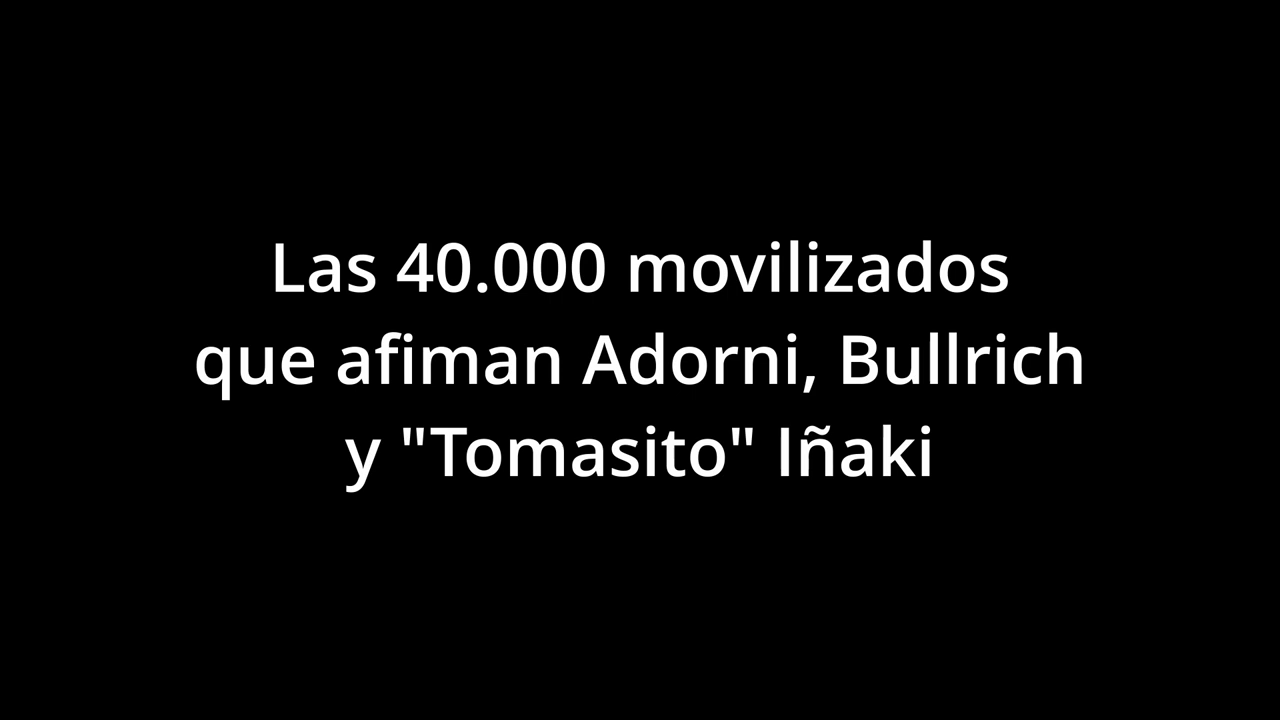 Las 40.000 movilizados
que afiman Adorni, Bullrich
y "Tomasito" Iñaki